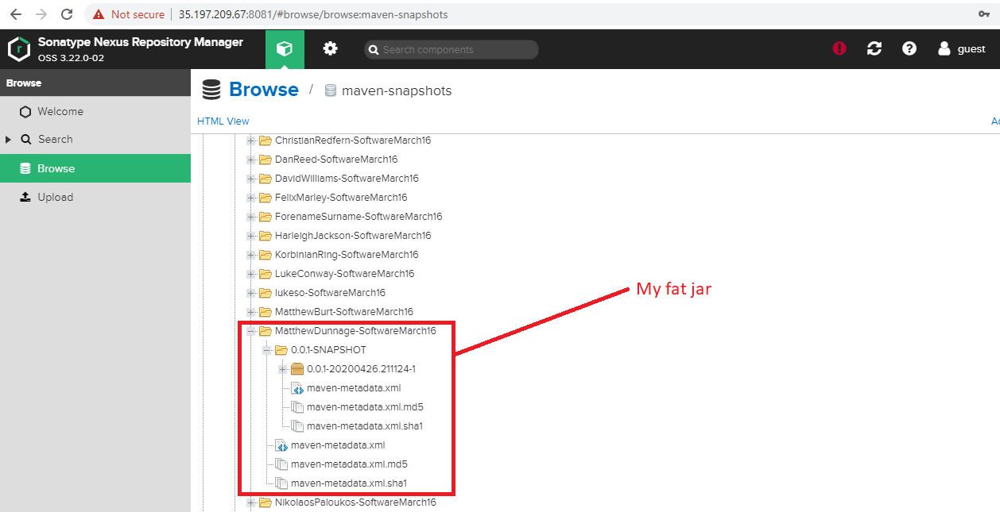 Not secure | 35.197.209.67:8081/#browse/browse:maven-snapshots
Sonatype Nexus Repository Manager
OSS 3.22.0-02
Search components
guest
Browse
Welcome
Search
Browse
Upload
Browse / maven-snapshots
HTML View
ChristianRedfern-SoftwareMarch16
DanReed-SoftwareMarch16
DavidWilliams-SoftwareMarch16
FelixMarley-SoftwareMarch16
ForenameSurname-SoftwareMarch16
HarleighJackson-SoftwareMarch16
KorbinianRing-SoftwareMarch16
LukeConway-SoftwareMarch16
lukeso-SoftwareMarch16
MatthewBurt-SoftwareMarch16
MatthewDunnage-SoftwareMarch16
0.0.1-SNAPSHOT
0.0.1-20200426.211124-1
maven-metadata.xml
maven-metadata.xml.md5
maven-metadata.xml.sha1
maven-metadata.xml
maven-metadata.xml.md5
maven-metadata.xml.sha1
NikolaosPaloukos-SoftwareMarch16
My fat jar